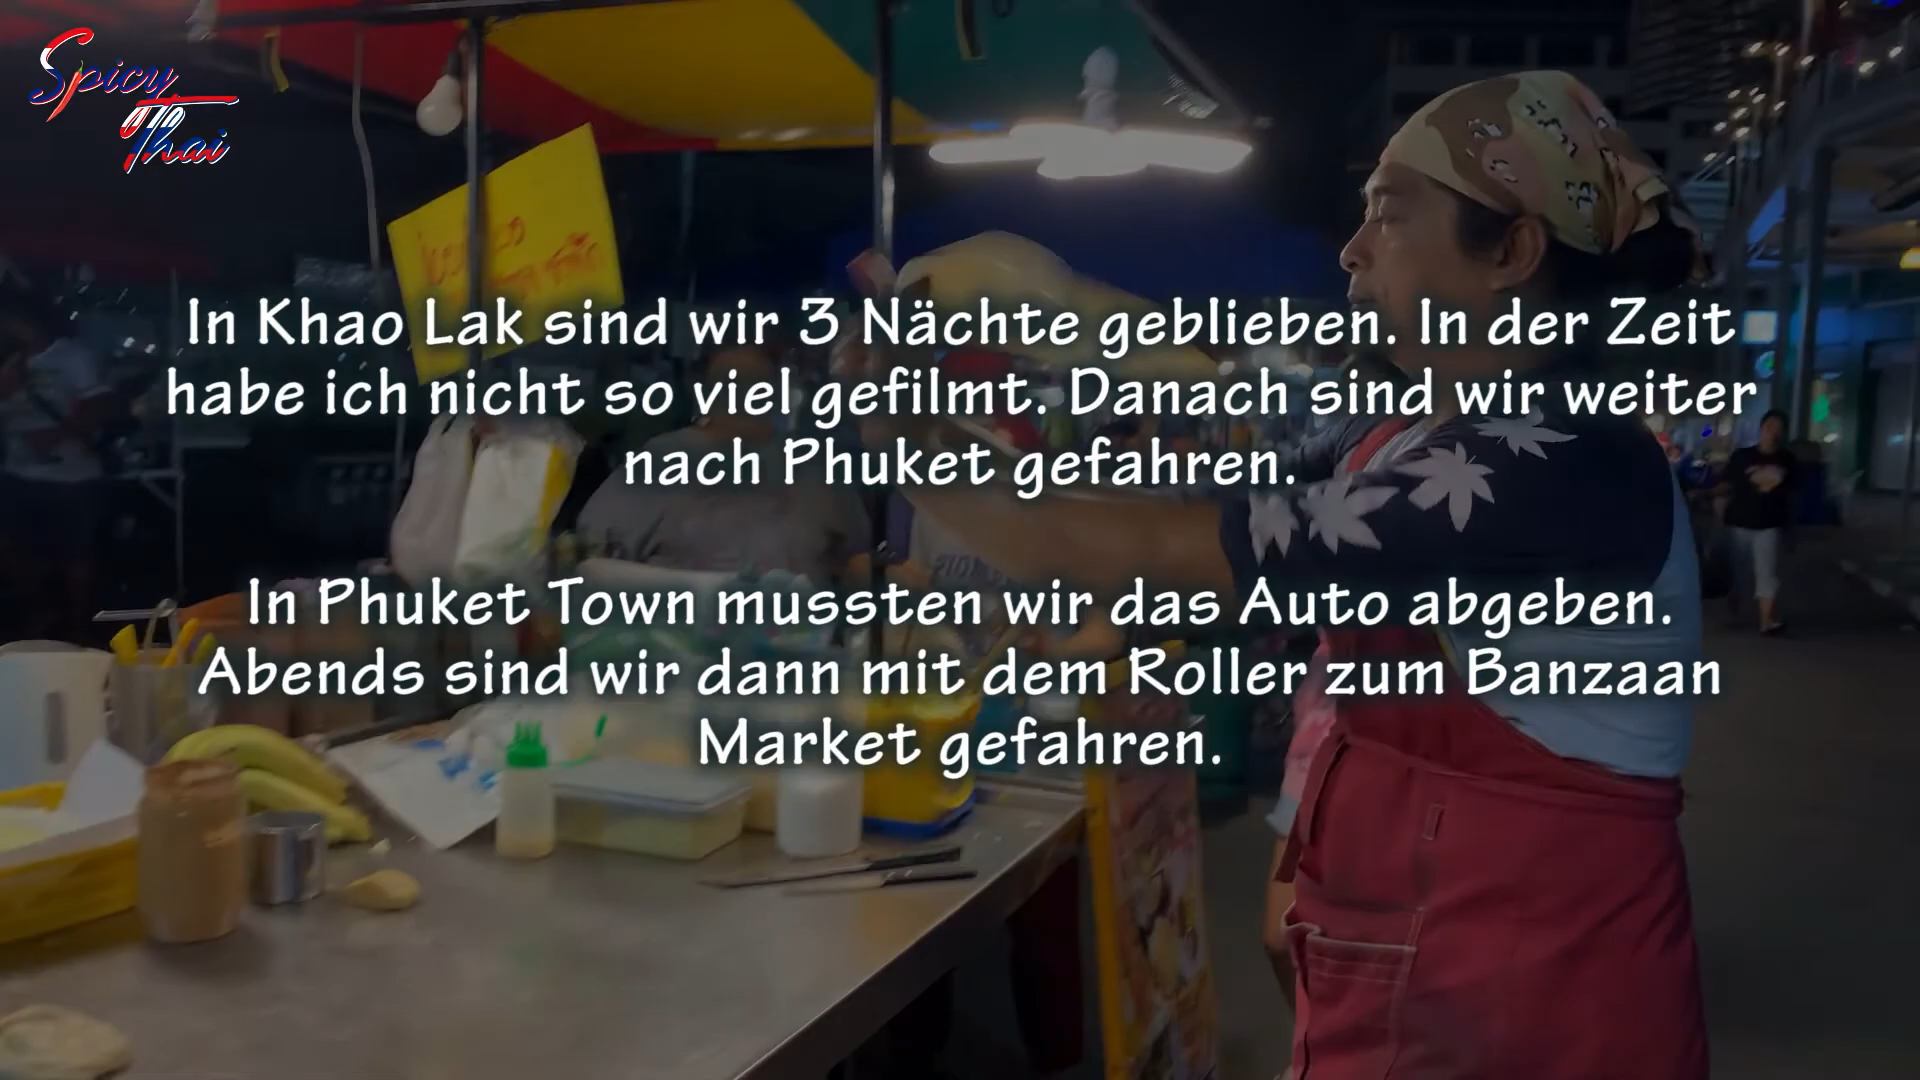 Spicy
Thai
In Khao Lak sind wir 3 Nächte geblieben. In der Zeit
habe ich nicht so viel gefilmt. Danach sind wir weiter
nach Phuket gefahren.
In Phuket Town mussten wir das Auto abgeben.
Abends sind wir dann mit dem Roller zum Banzaan
Market gefahren.